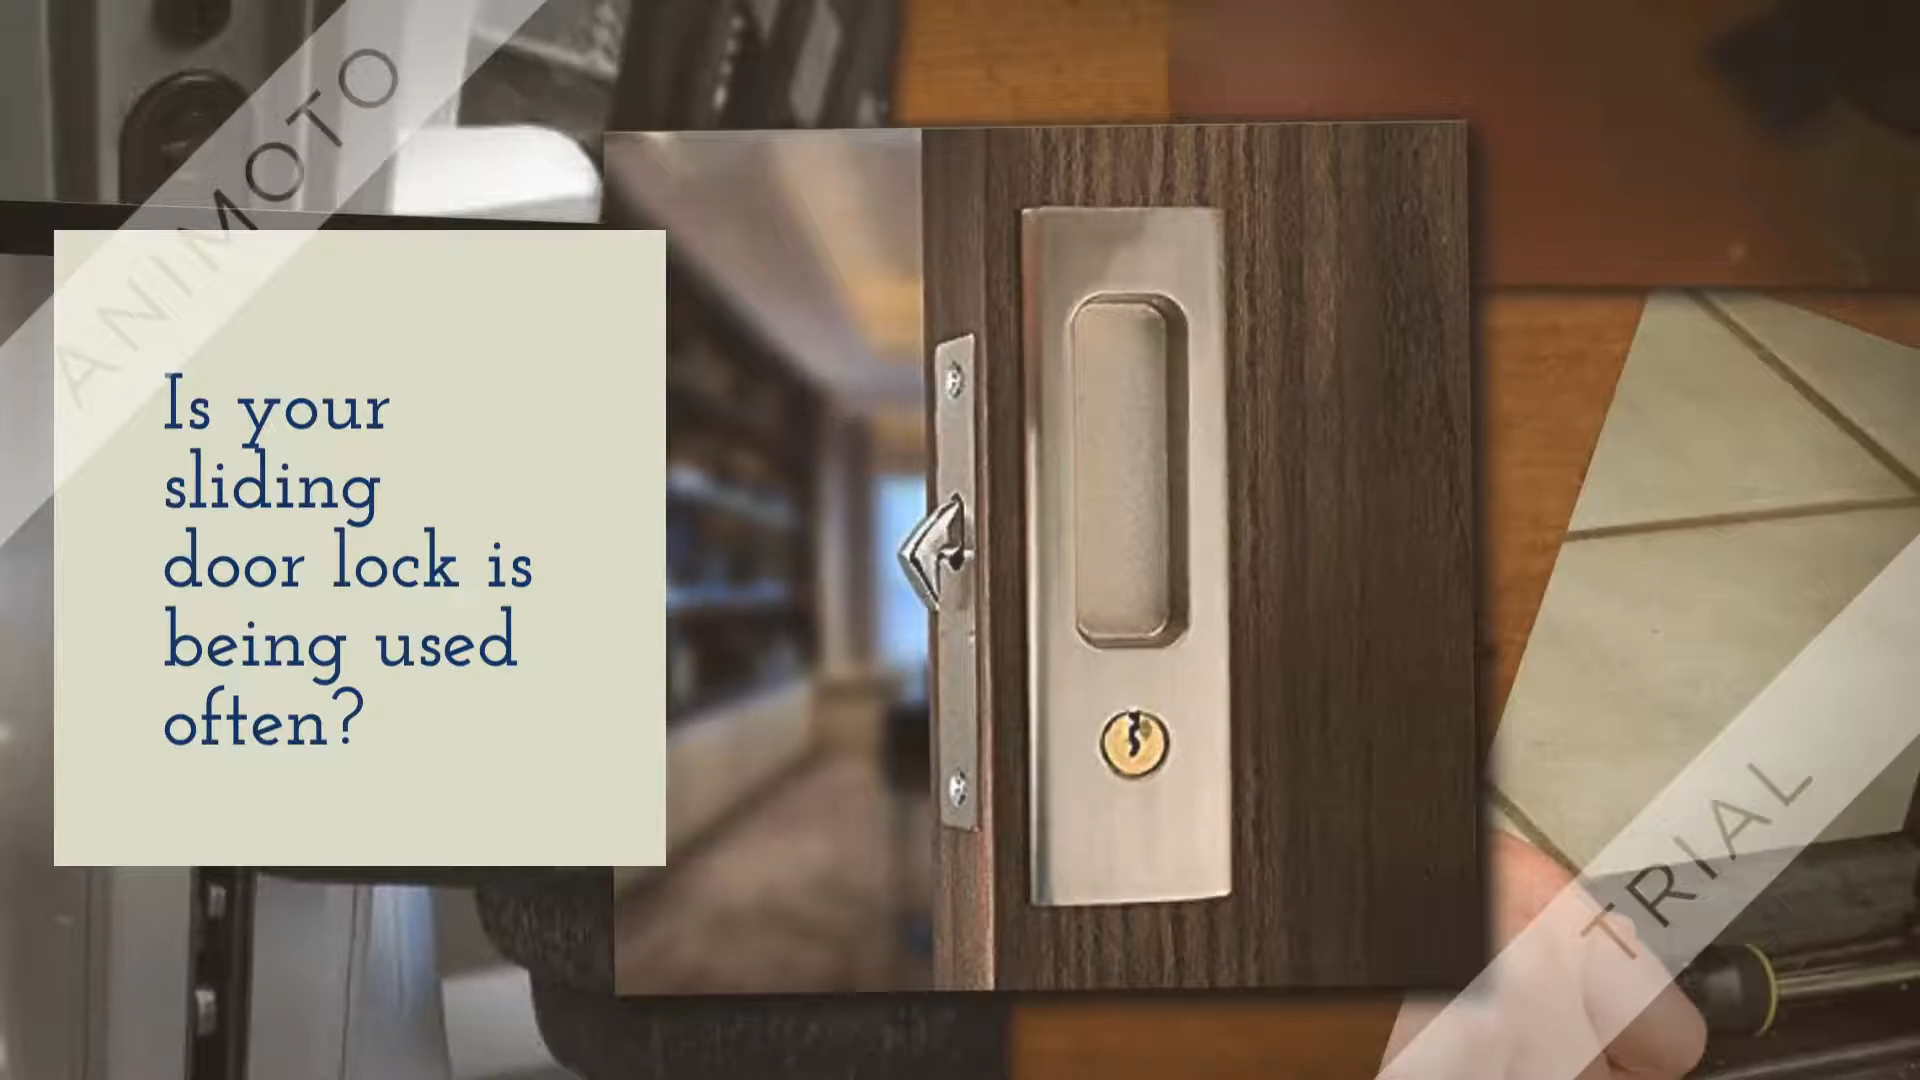 ANIMOTO
Is your
sliding
door lock is
being used
often?
TRIAL